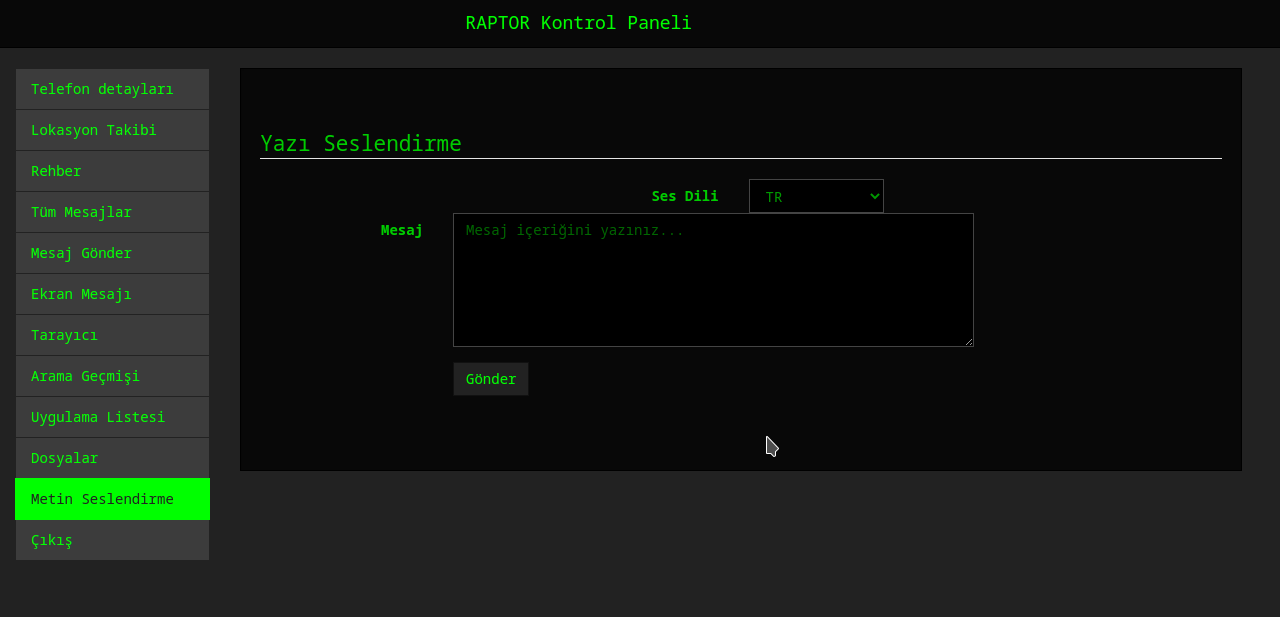 RAPTOR Kontrol Paneli
Telefon detayları
Lokasyon Takibi
Rehber
Tüm Mesajlar
Mesaj Gönder
Ekran Mesajı
Tarayıcı
Arama Geçmişi
Uygulama Listesi
Dosyalar
Metin Seslendirme
Çıkış
Yazı Seslendirme
Ses Dili TR
Mesaj Mesaj içeriğini yazınız...
Gönder